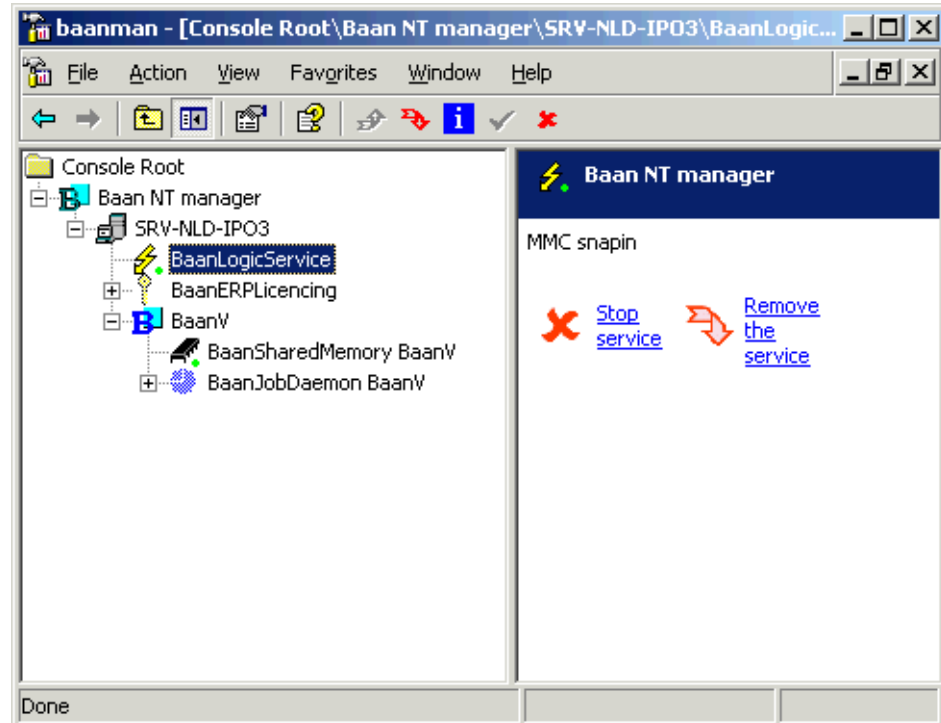 baanman - [Console Root\Baan NT manager\SRV-NLD-IPO3\BaanLogic...
File Action View Favorites Window Help
Console Root
Baan NT manager
SRV-NLD-IPO3
BaanLogicService
BaanERPLicencing
BaanV
BaanSharedMemory BaanV
BaanJobDaemon BaanV
Baan NT manager
MMC snapin
Stop
service
Remove
the
service
Done